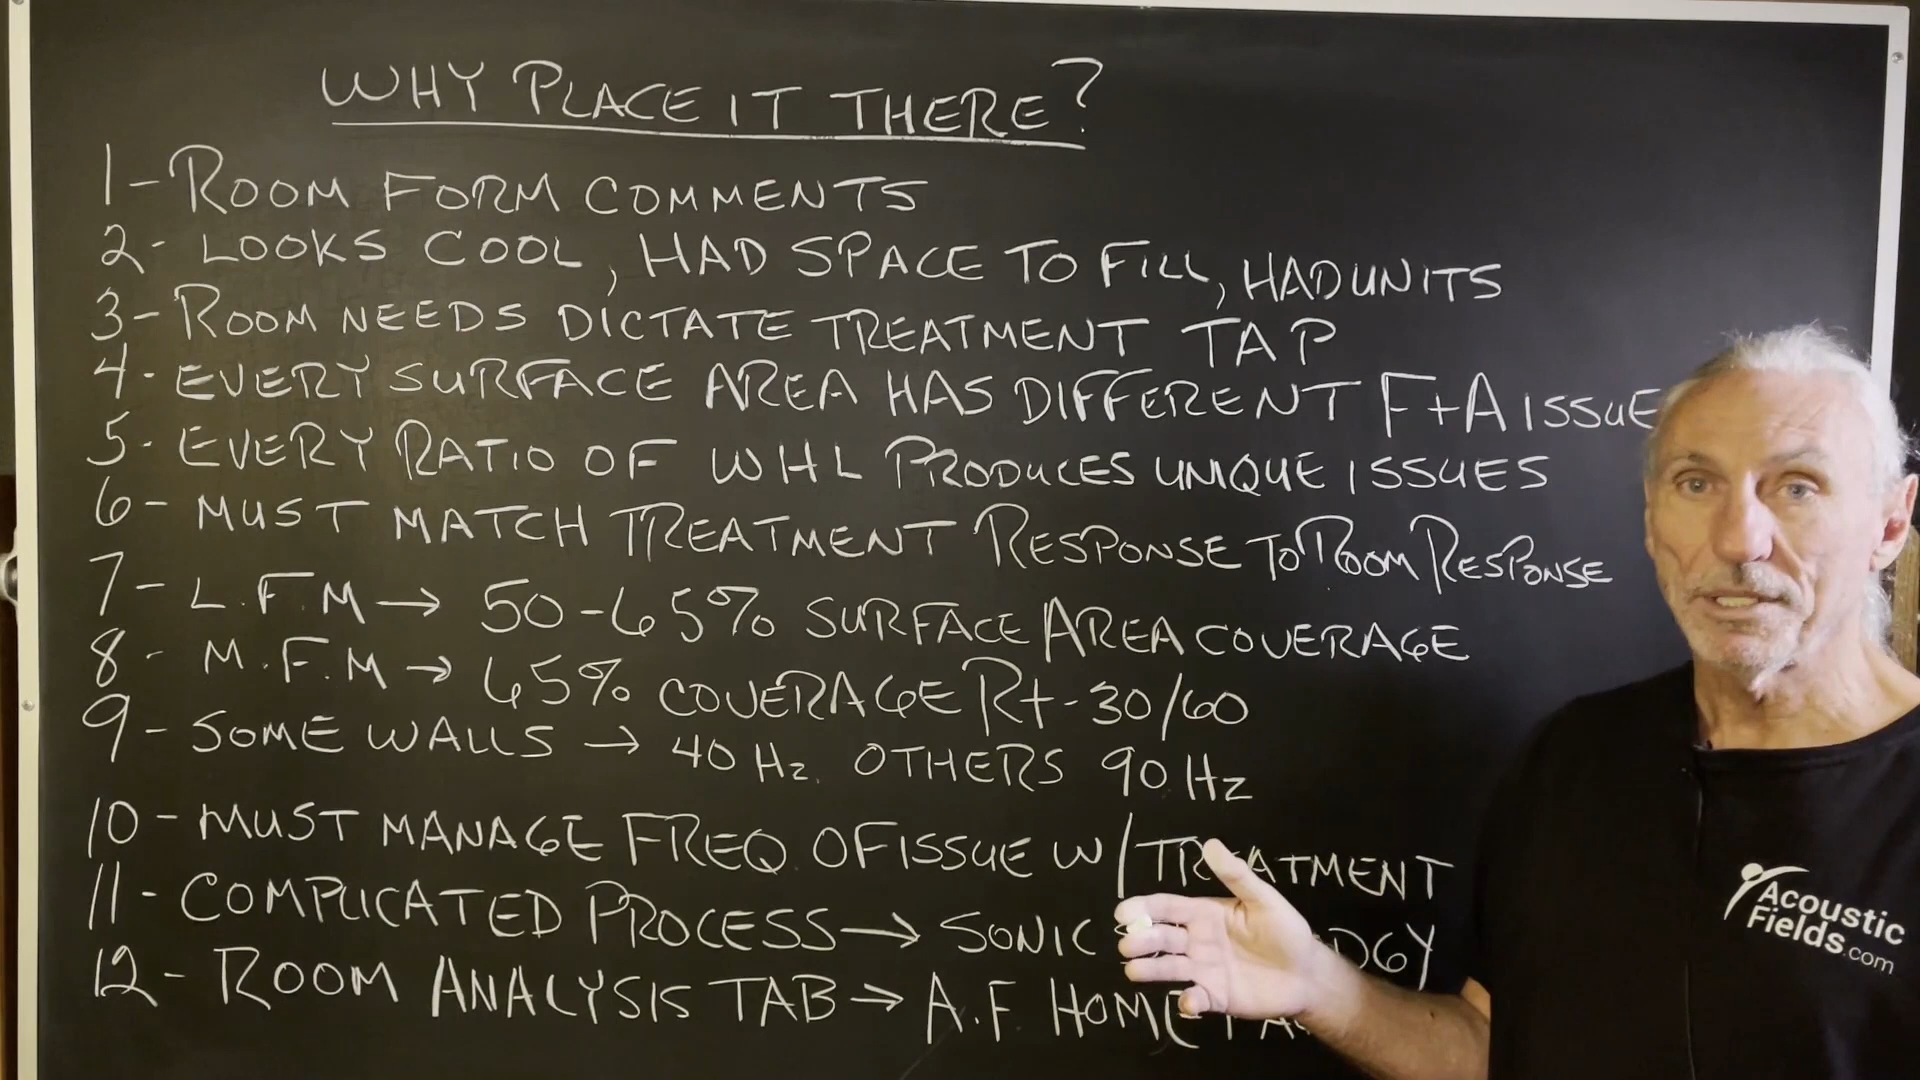 WHY PLACE IT THERE?
1- ROOM FORM COMMENTS
2- LOOKS COOL, HAD SPACE TO FILL, HAD UNITS
3- ROOM NEEDS DICTATE TREATMENT TAP
4- EVERY SURFACE AREA HAS DIFFERENT F+A ISSUE
5- EVERY RATIO OF WHL PRODUCES UNIQUE ISSUES
6- MUST MATCH TREATMENT RESPONSE TO ROOM RESPONSE
7- L.F.M → 50-65% SURFACE AREA COVERAGE
8- M.F.M → 65% COVERAGE Rt-30/60
9- SOME WALLS → 40 Hz. OTHERS 90 Hz
10- MUST MANAGE FREQ. OF ISSUE W/TREATMENT
11- COMPLICATED PROCESS → SONIC
12- ROOM ANALYSIS TAB → A.F HOME
Acoustic
Fields.com